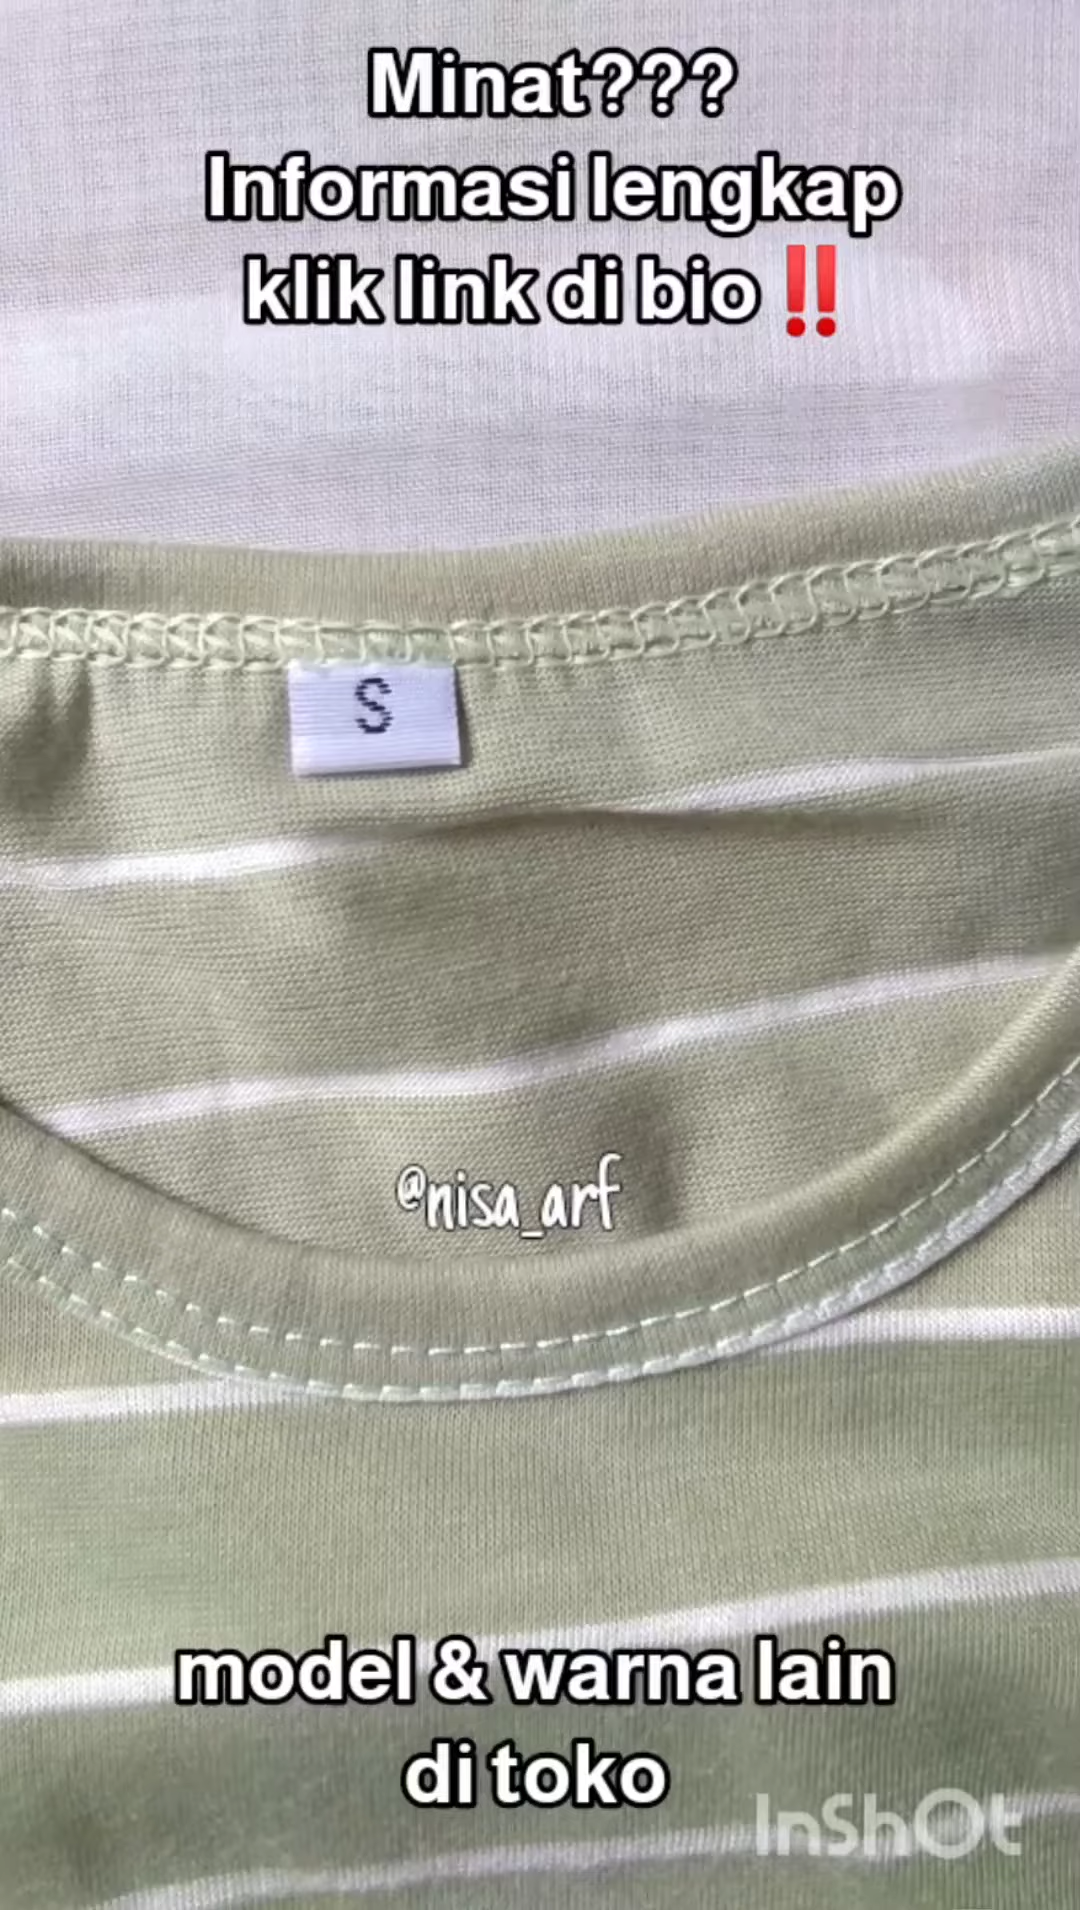 Minat???
Informasi lengkap
klik link di bio‼️
S
@nisa_arf
model & warna lain
di toko
InShOt